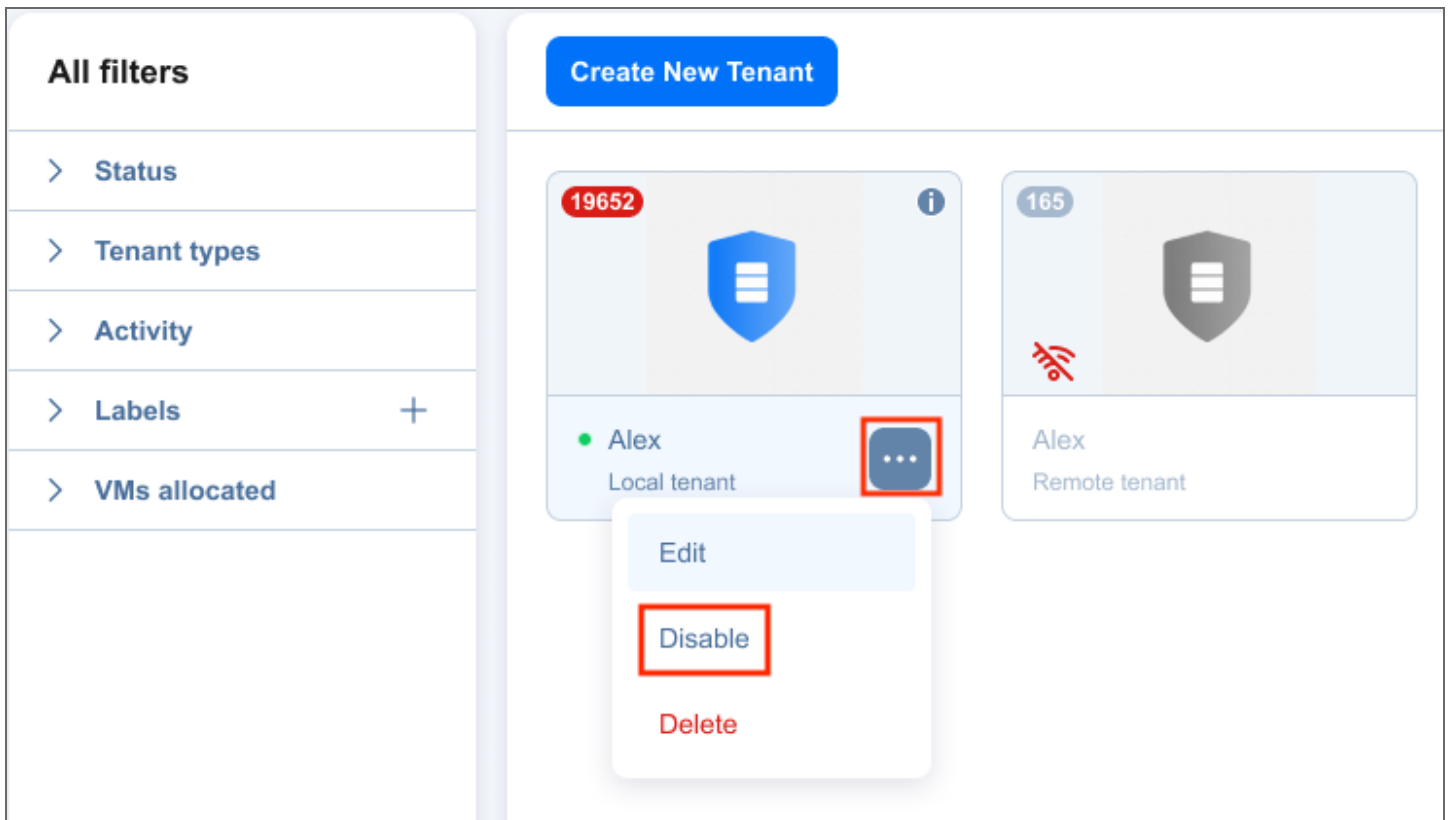 All filters
Status
Tenant types
Activity
Labels
VMs allocated
Create New Tenant
19652
Alex
Local tenant
Edit
Disable
Delete
165
Alex
Remote tenant